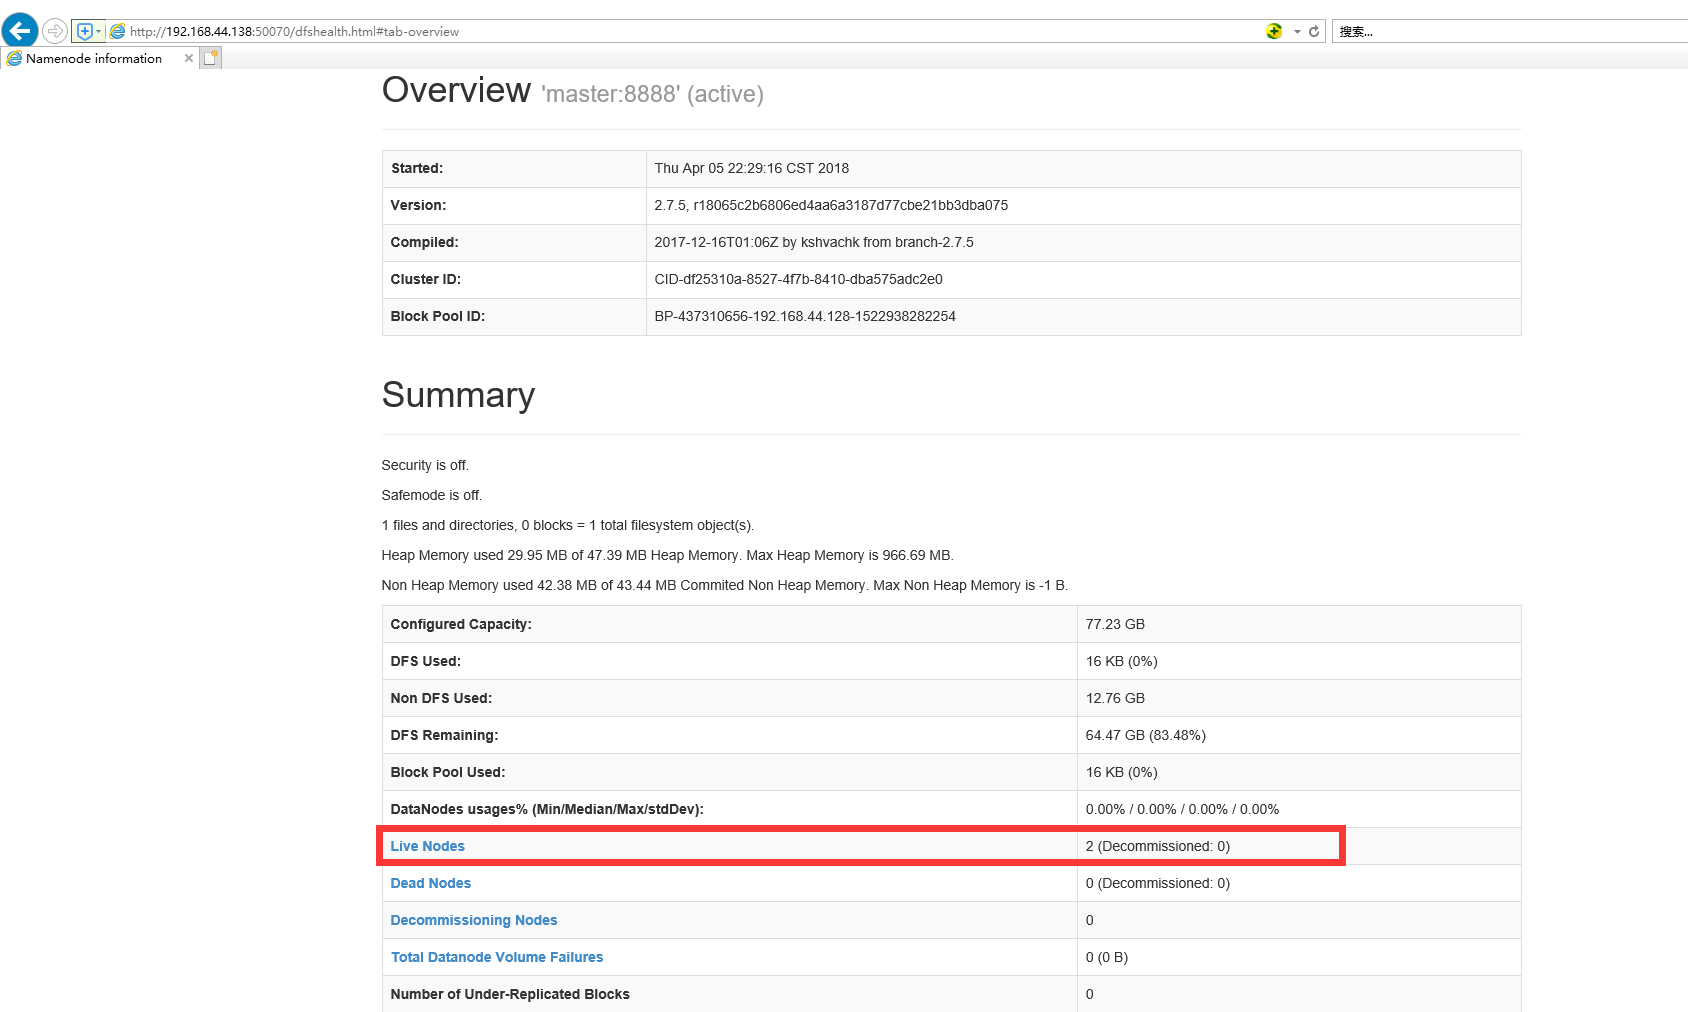 http://192.168.44.138:50070/dfshealth.html#tab-overview
搜索...
Namenode information
Overview 'master:8888' (active)
Started: Thu Apr 05 22:29:16 CST 2018
Version: 2.7.5, r18065c2b6806ed4aa6a3187d77cbe21bb3dba075
Compiled: 2017-12-16T01:06Z by kshvachk from branch-2.7.5
Cluster ID: CID-df25310a-8527-4f7b-8410-dba575adc2e0
Block Pool ID: BP-437310656-192.168.44.128-1522938282254
Summary
Security is off.
Safemode is off.
1 files and directories, 0 blocks = 1 total filesystem object(s).
Heap Memory used 29.95 MB of 47.39 MB Heap Memory. Max Heap Memory is 966.69 MB.
Non Heap Memory used 42.38 MB of 43.44 MB Commited Non Heap Memory. Max Non Heap Memory is -1 B.
Configured Capacity: 77.23 GB
DFS Used: 16 KB (0%)
Non DFS Used: 12.76 GB
DFS Remaining: 64.47 GB (83.48%)
Block Pool Used: 16 KB (0%)
DataNodes usages% (Min/Median/Max/stdDev): 0.00% / 0.00% / 0.00% / 0.00%
Live Nodes 2 (Decommissioned: 0)
Dead Nodes 0 (Decommissioned: 0)
Decommissioning Nodes 0
Total Datanode Volume Failures 0 (0 B)
Number of Under-Replicated Blocks 0